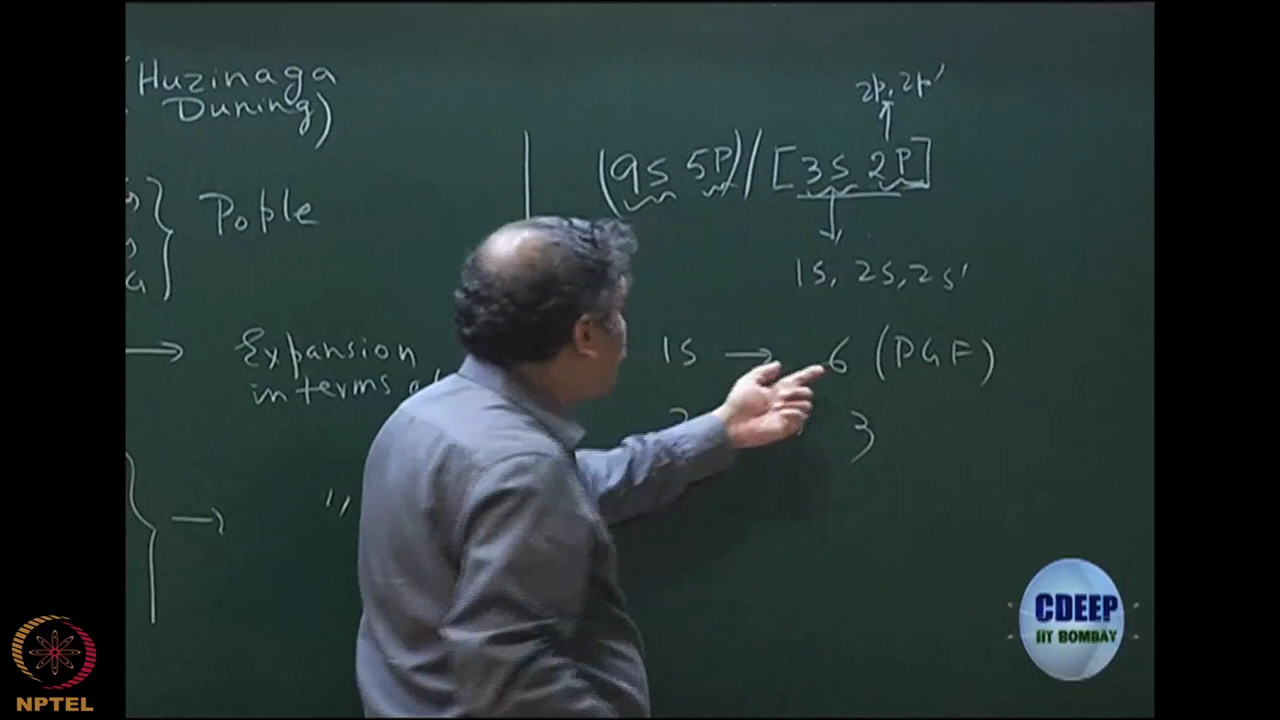 (Huzinaga
Duning)
} Pople
2p, 2p'
(9s 5P) / [3s 2P]
1s, 2s, 2s'
→ Expansion
in terms
1s → 6 (PGF)
3
} → ",
CDEEP
IIT BOMBAY
NPTEL